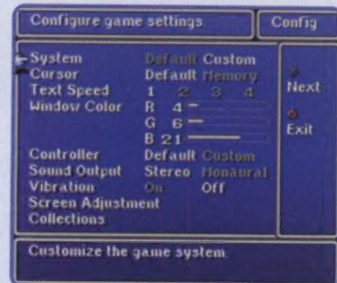 Configure game settings
Config
System Default Custom
Cursor Default Memory
Text Speed 1 2 3 4
Window Color R 4
G 6
B 21
Controller Default Custom
Sound Output Stereo Monaural
Vibration On Off
Screen Adjustment
Collections
Next
Exit
Customize the game system